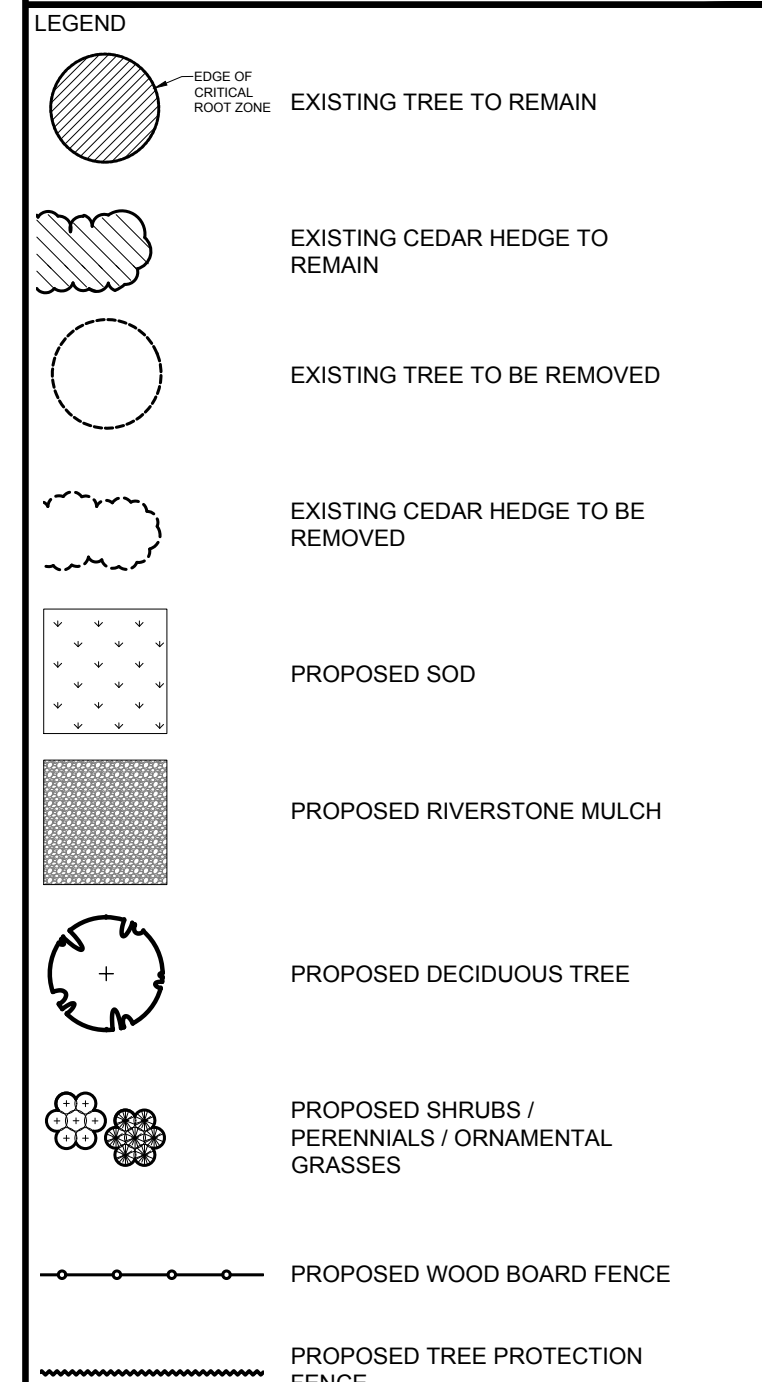 LEGEND
EDGE OF
CRITICAL
ROOT ZONE
EXISTING TREE TO REMAIN
EXISTING CEDAR HEDGE TO
REMAIN
EXISTING TREE TO BE REMOVED
EXISTING CEDAR HEDGE TO BE
REMOVED
PROPOSED SOD
PROPOSED RIVERSTONE MULCH
PROPOSED DECIDUOUS TREE
PROPOSED SHRUBS /
PERENNIALS / ORNAMENTAL
GRASSES
PROPOSED WOOD BOARD FENCE
PROPOSED TREE PROTECTION
FENCE